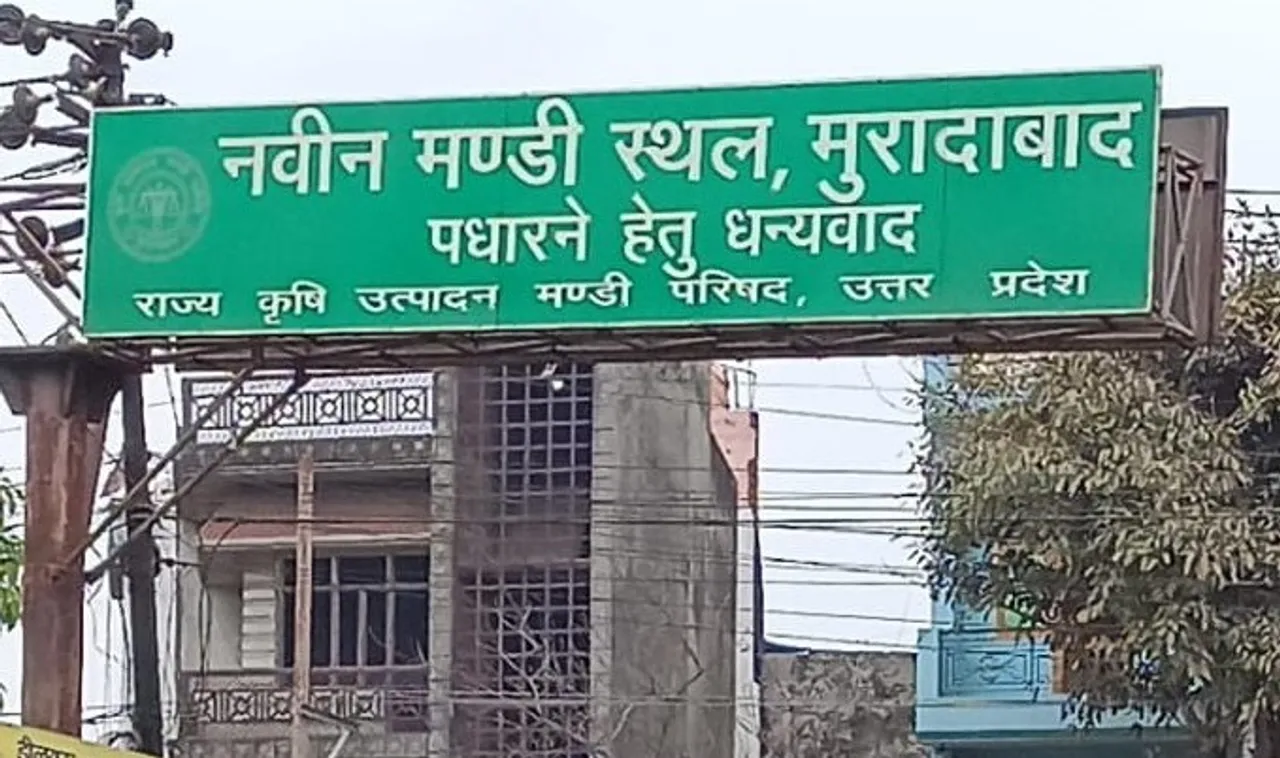 नवीन मण्डी स्थल, मुरादाबाद
पधारने हेतु धन्यवाद
राज्य कृषि उत्पादन मण्डी परिषद, उत्तर प्रदेश